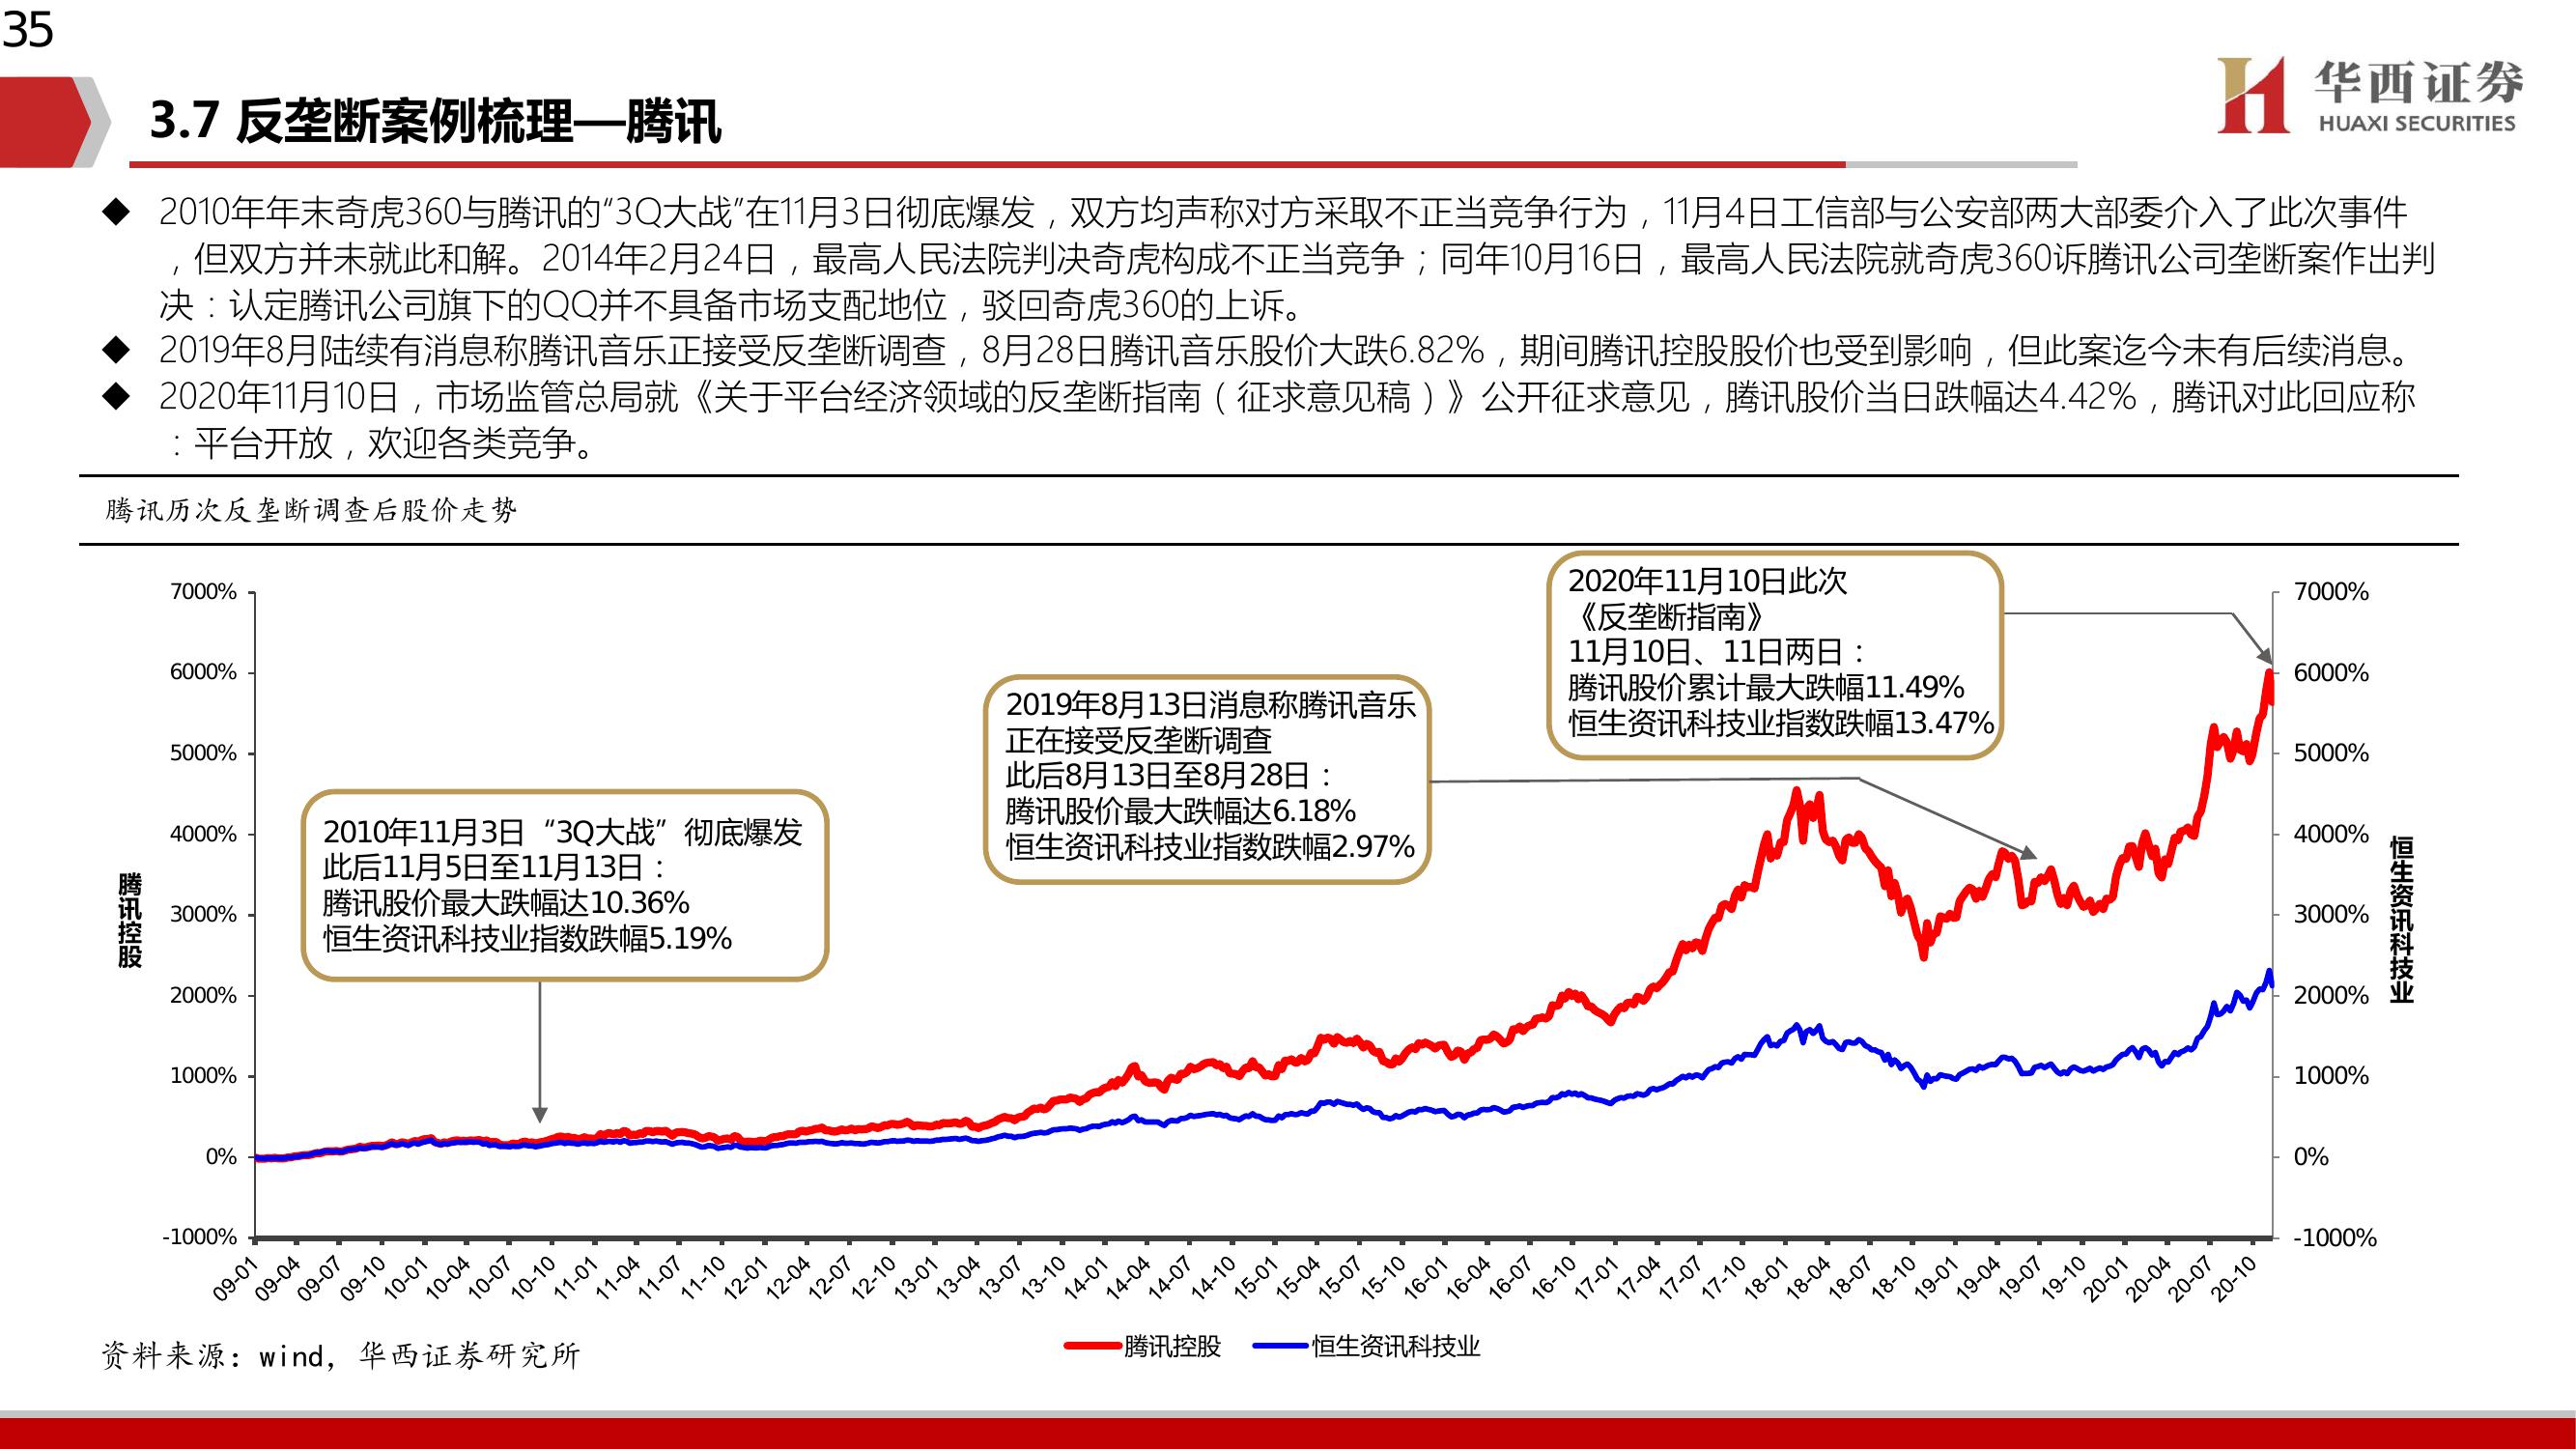 35
3.7 反垄断案例梳理—腾讯
华西证券
HUAXI SECURITIES
◆ 2010年年末奇虎360与腾讯的“3Q大战”在11月3日彻底爆发，双方均声称对方采取不正当竞争行为，11月4日工信部与公安部两大部委介入了此次事件
，但双方并未就此和解。2014年2月24日，最高人民法院判决奇虎构成不正当竞争；同年10月16日，最高人民法院就奇虎360诉腾讯公司垄断案作出判
决：认定腾讯公司旗下的QQ并不具备市场支配地位，驳回奇虎360的上诉。
◆ 2019年8月陆续有消息称腾讯音乐正接受反垄断调查，8月28日腾讯音乐股价大跌6.82%，期间腾讯控股股价也受到影响，但此案迄今未有后续消息。
◆ 2020年11月10日，市场监管总局就《关于平台经济领域的反垄断指南（征求意见稿）》公开征求意见，腾讯股价当日跌幅达4.42%，腾讯对此回应称
：平台开放，欢迎各类竞争。
腾讯历次反垄断调查后股价走势
2020年11月10日此次
《反垄断指南》
11月10日、11日两日：
腾讯股价累计最大跌幅11.49%
恒生资讯科技业指数跌幅13.47%
2019年8月13日消息称腾讯音乐
正在接受反垄断调查
此后8月13日至8月28日：
腾讯股价最大跌幅达6.18%
恒生资讯科技业指数跌幅2.97%
2010年11月3日“3Q大战”彻底爆发
此后11月5日至11月13日：
腾讯股价最大跌幅达10.36%
恒生资讯科技业指数跌幅5.19%
腾讯控股
7000%
6000%
5000%
4000%
3000%
2000%
1000%
0%
-1000%
7000%
6000%
5000%
4000%
3000%
2000%
1000%
0%
-1000%
恒生资讯科技业
09-01 09-04 09-07 09-10 10-01 10-04 10-07 10-10 11-01 11-04 11-07 11-10 12-01 12-04 12-07 12-10 13-01 13-04 13-07 13-10 14-01 14-04 14-07 14-10 15-01 15-04 15-07 15-10 16-01 16-04 16-07 16-10 17-01 17-04 17-07 17-10 18-01 18-04 18-07 18-10 19-01 19-04 19-07 19-10 20-01 20-04 20-07 20-10
腾讯控股 恒生资讯科技业
资料来源：wind，华西证券研究所